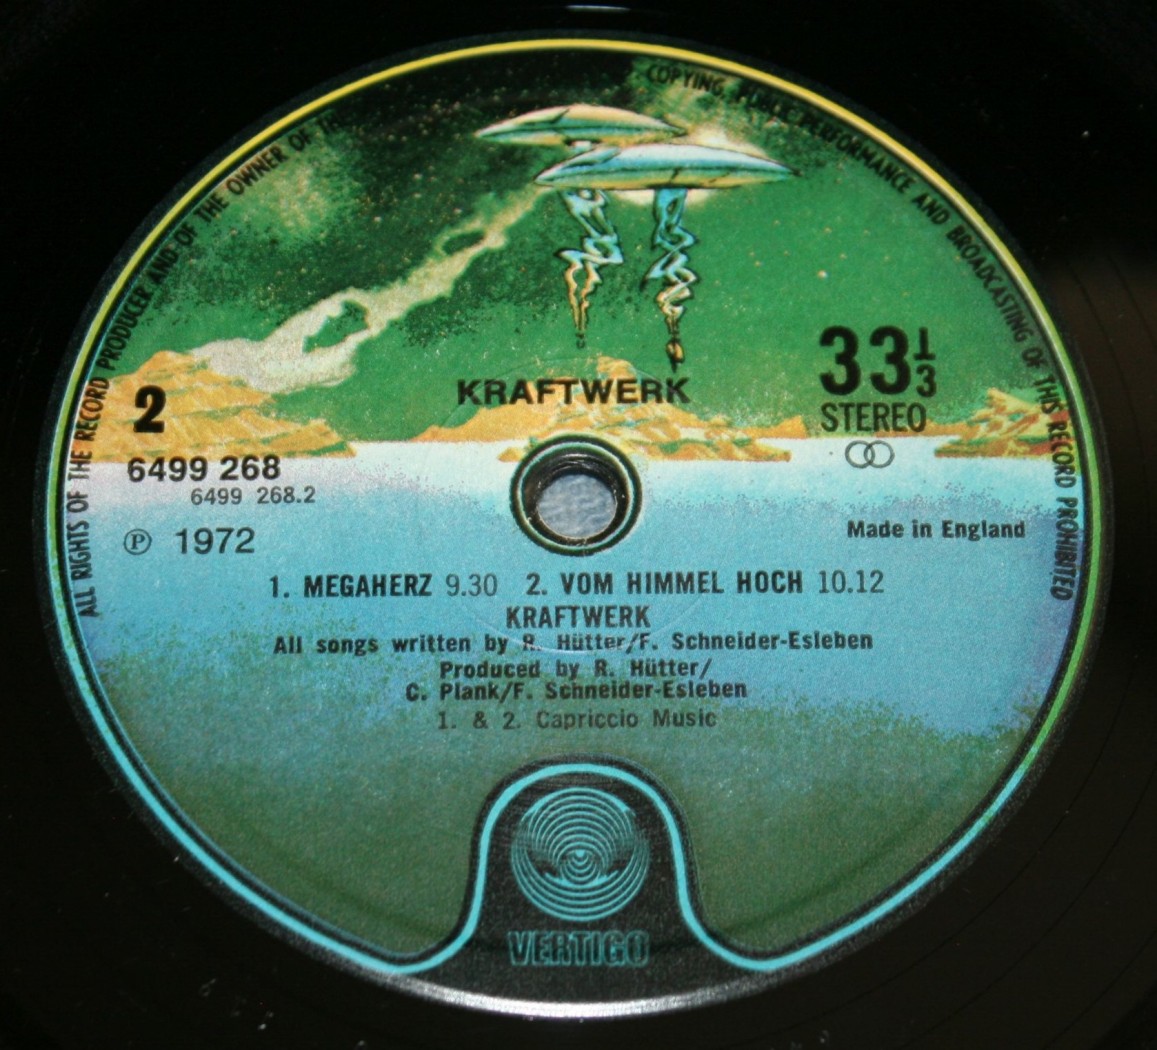 ALL RIGHTS OF THE RECORD PRODUCER AND OF THE OWNER OF THE
COPYING, PUBLIC PERFORMANCE AND BROADCASTING OF THIS RECORD PROHIBITED
KRAFTWERK
33 1/3
STEREO
2
6499 268
6499 268.2
Ⓟ 1972
Made in England
1. MEGAHERZ 9.30 2. VOM HIMMEL HOCH 10.12
KRAFTWERK
All songs written by R. Hütter/F. Schneider-Esleben
Produced by R. Hütter/
C. Plank/F. Schneider-Esleben
1. & 2. Capriccio Music
VERTIGO